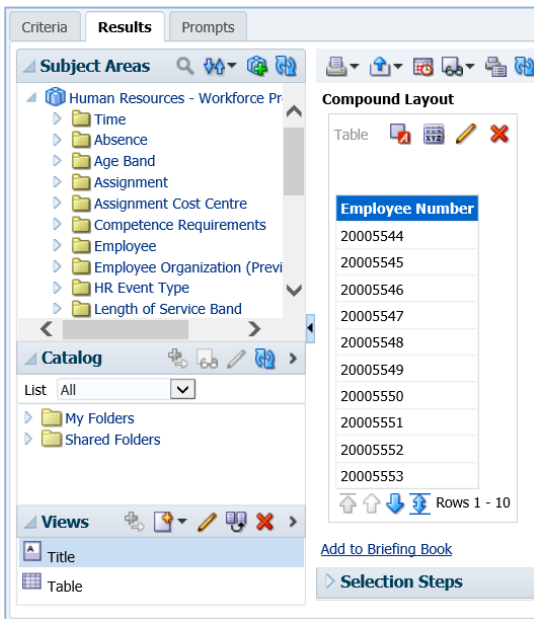 Criteria
Results
Prompts
Subject Areas
Human Resources - Workforce Pr
Time
Absence
Age Band
Assignment
Assignment Cost Centre
Competence Requirements
Employee
Employee Organization (Previ
HR Event Type
Length of Service Band
Catalog
List All
My Folders
Shared Folders
Views
Title
Table
Compound Layout
Table
Employee Number
20005544
20005545
20005546
20005547
20005548
20005549
20005550
20005551
20005552
20005553
Rows 1 - 10
Add to Briefing Book
Selection Steps